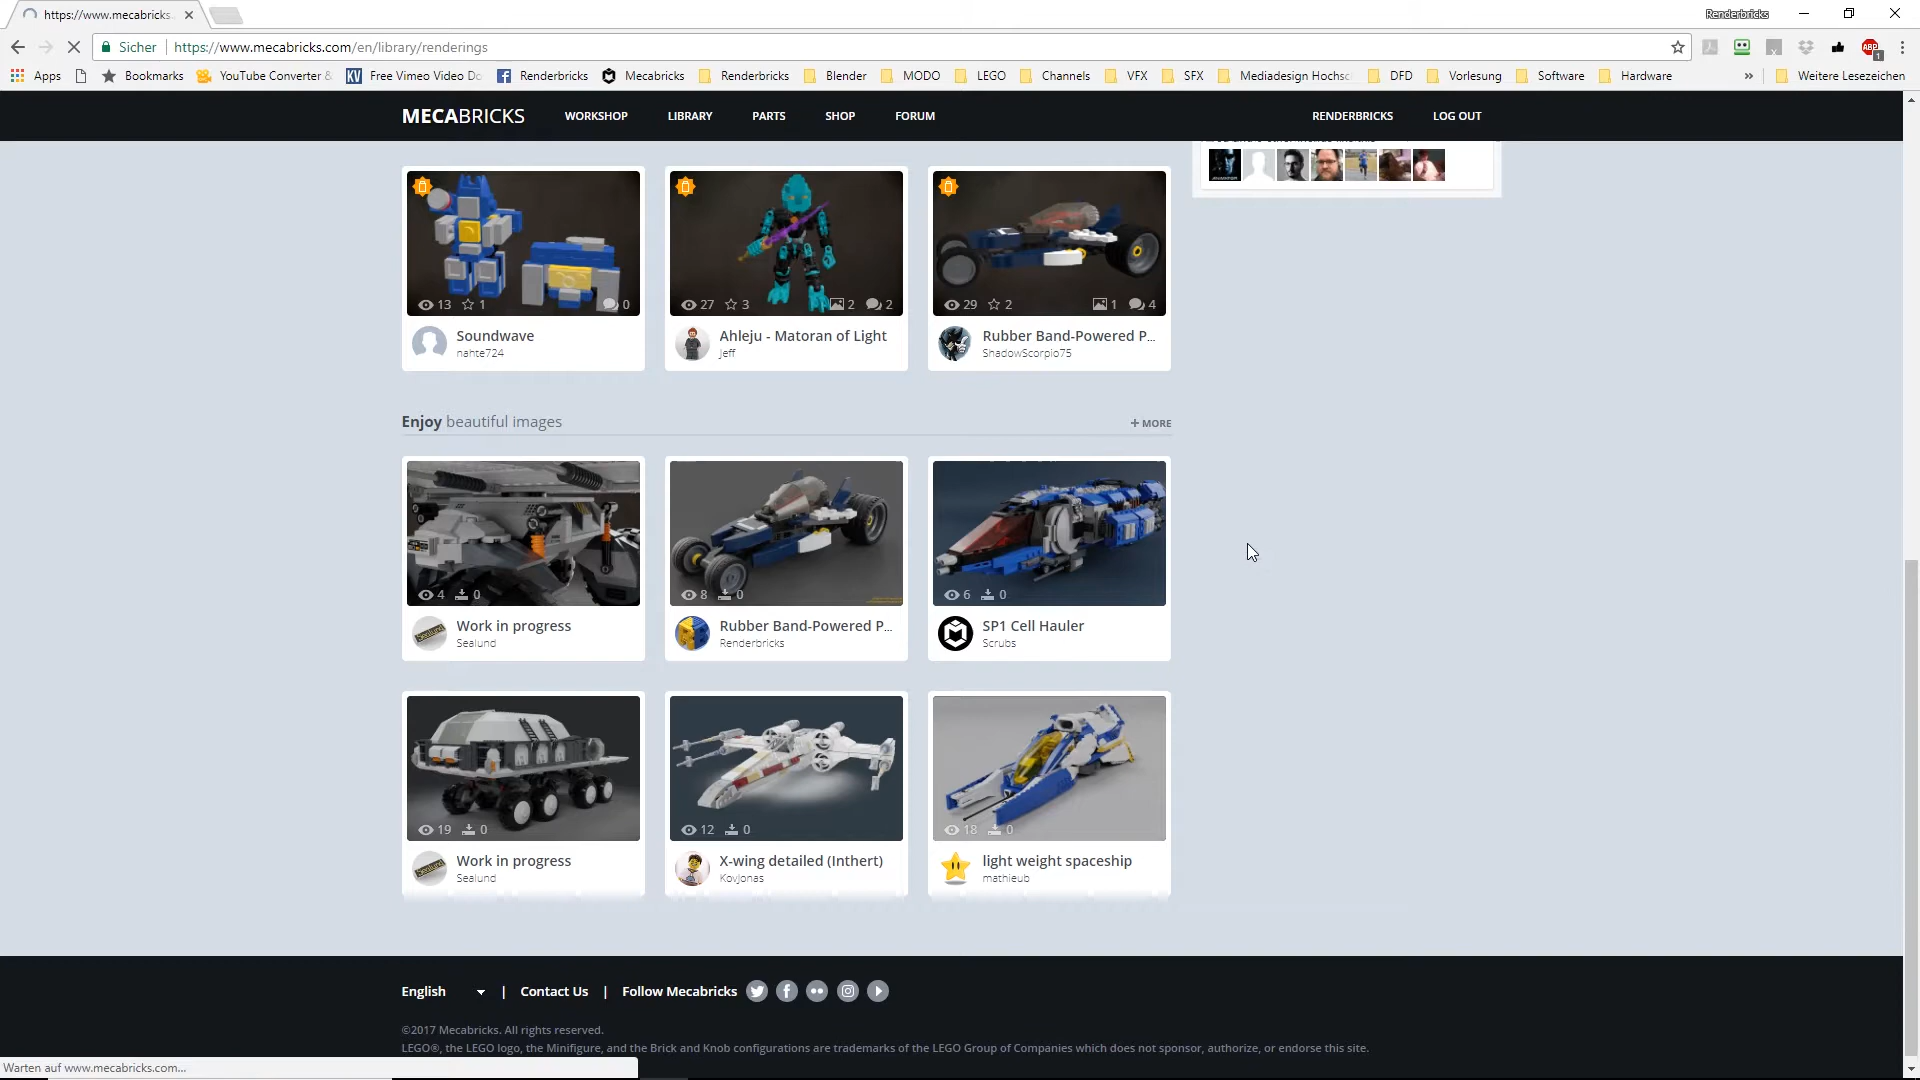 https://www.mecabricks.
Renderbricks
Sicher https://www.mecabricks.com/en/library/renderings
ABP 1
Apps Bookmarks YouTube Converter & KV Free Vimeo Video Do Renderbricks Mecabricks Renderbricks Blender MODO LEGO Channels VFX SFX Mediadesign Hochsc DFD Vorlesung Software Hardware » Weitere Lesezeichen
MECABRICKS WORKSHOP LIBRARY PARTS SHOP FORUM RENDERBRICKS LOG OUT
13 1 0
27 3 2 2
29 2 1 4
Soundwave
nahte724
Ahleju - Matoran of Light
Jeff
Rubber Band-Powered P...
ShadowScorpio75
Enjoy beautiful images + MORE
4 0
8 0
6 0
Work in progress
Sealund
Rubber Band-Powered P...
Renderbricks
SP1 Cell Hauler
Scrubs
19 0
12 0
18 0
Work in progress
Sealund
X-wing detailed (Inthert)
KovJonas
light weight spaceship
mathieub
English | Contact Us | Follow Mecabricks
©2017 Mecabricks. All rights reserved.
LEGO®, the LEGO logo, the Minifigure, and the Brick and Knob configurations are trademarks of the LEGO Group of Companies which does not sponsor, authorize, or endorse this site.
Warten auf www.mecabricks.com...